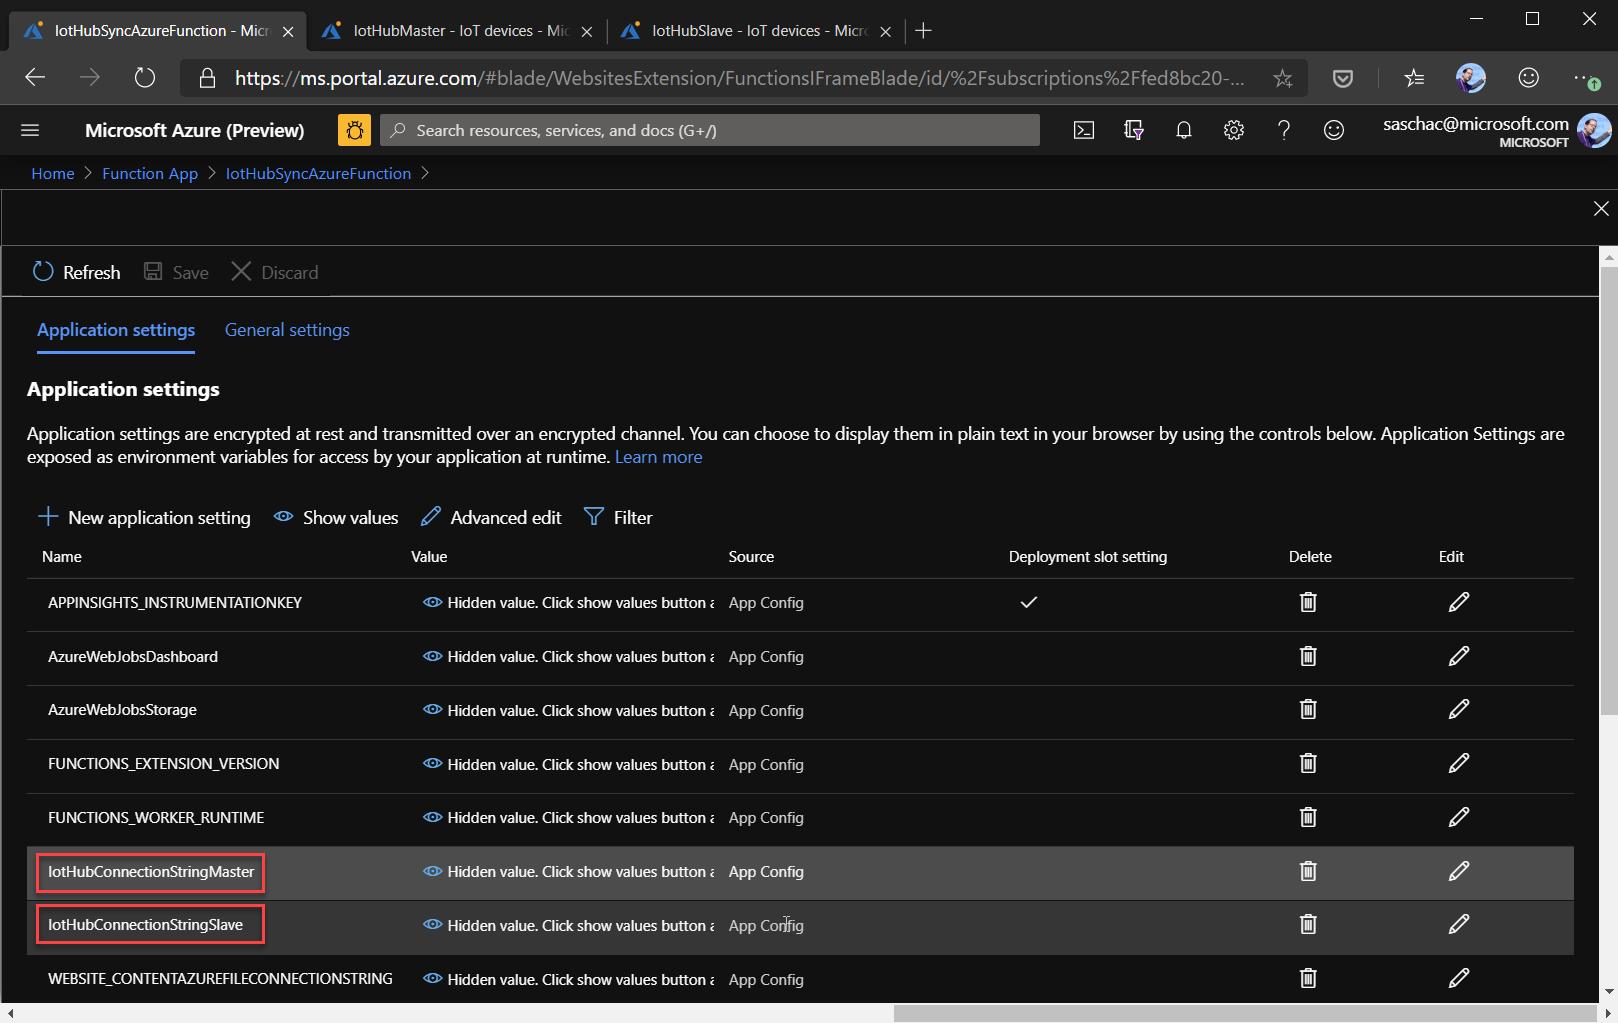 IotHubSyncAzureFunction - Micr
IotHubMaster - IoT devices - Mic
IotHubSlave - IoT devices - Micro
https://ms.portal.azure.com/#blade/WebsitesExtension/FunctionsIFrameBlade/id/%2Fsubscriptions%2Ffed8bc20-...
Microsoft Azure (Preview)
Search resources, services, and docs (G+/)
saschac@microsoft.com
MICROSOFT
Home > Function App > IotHubSyncAzureFunction >
Refresh Save Discard
Application settings General settings
Application settings
Application settings are encrypted at rest and transmitted over an encrypted channel. You can choose to display them in plain text in your browser by using the controls below. Application Settings are
exposed as environment variables for access by your application at runtime. Learn more
New application setting Show values Advanced edit Filter
Name Value Source Deployment slot setting Delete Edit
APPINSIGHTS_INSTRUMENTATIONKEY Hidden value. Click show values button a App Config
AzureWebJobsDashboard Hidden value. Click show values button a App Config
AzureWebJobsStorage Hidden value. Click show values button a App Config
FUNCTIONS_EXTENSION_VERSION Hidden value. Click show values button a App Config
FUNCTIONS_WORKER_RUNTIME Hidden value. Click show values button a App Config
IotHubConnectionStringMaster Hidden value. Click show values button a App Config
IotHubConnectionStringSlave Hidden value. Click show values button a App Config
WEBSITE_CONTENTAZUREFILECONNECTIONSTRING Hidden value. Click show values button a App Config